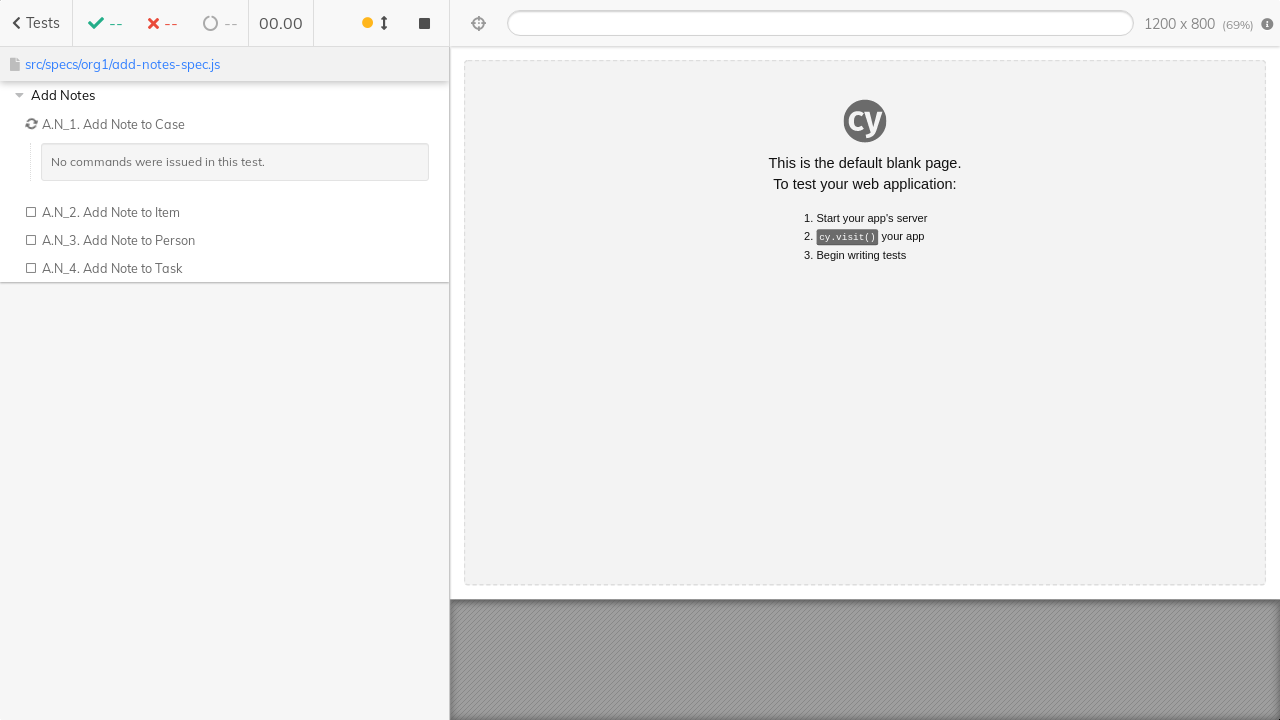 Tests
--
--
--
00.00
1200 x 800 (69%)
src/specs/org1/add-notes-spec.js
Add Notes
A.N_1. Add Note to Case
No commands were issued in this test.
A.N_2. Add Note to Item
A.N_3. Add Note to Person
A.N_4. Add Note to Task
cy
This is the default blank page.
To test your web application:
1. Start your app's server
2. cy.visit() your app
3. Begin writing tests